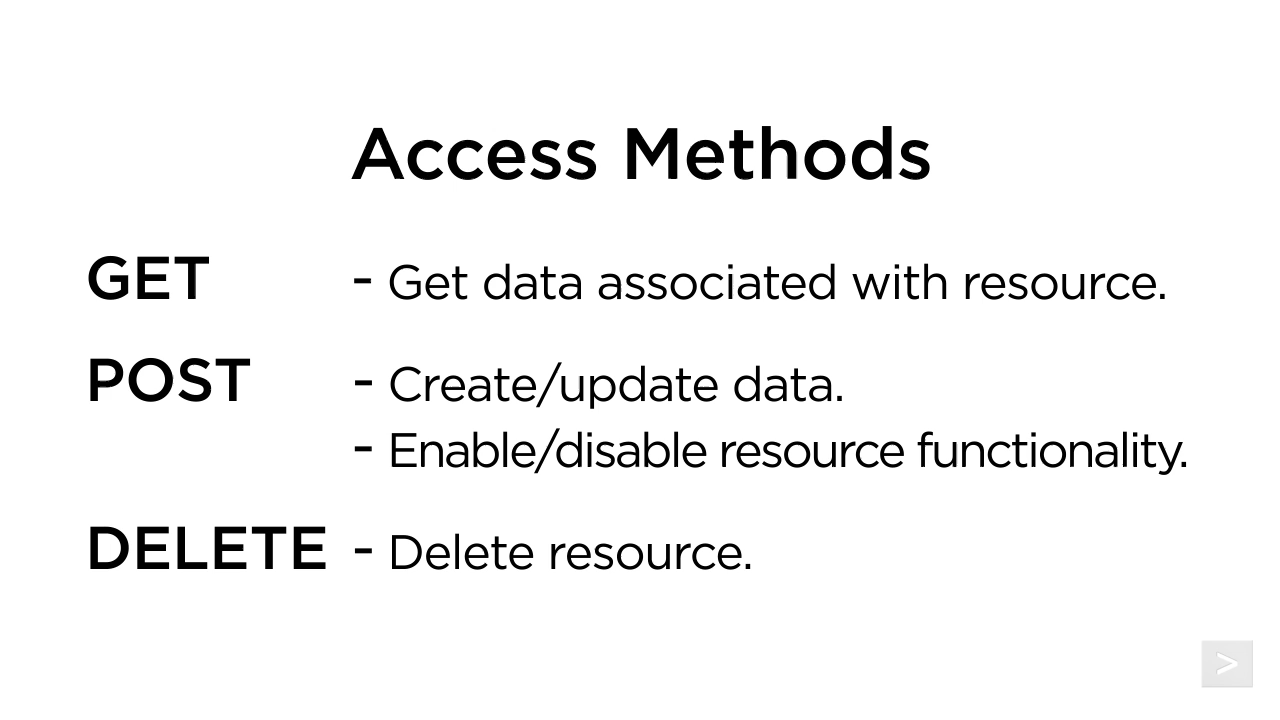 Access Methods
GET - Get data associated with resource.
POST - Create/update data.
- Enable/disable resource functionality.
DELETE - Delete resource.
>